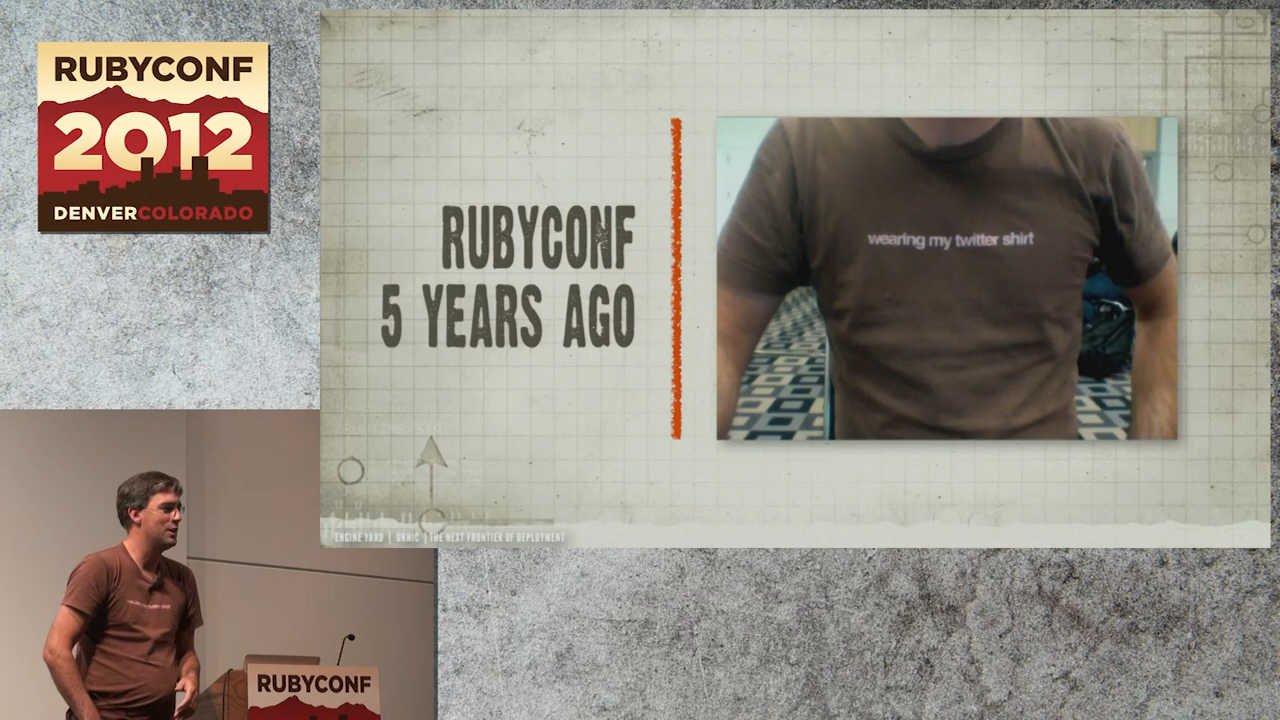 RUBYCONF
2012
DENVERCOLORADO
RUBYCONF
5 YEARS AGO
wearing my twitter shirt
ENGINE YARD | DRNIC | THE NEXT FRONTIER OF DEPLOYMENT
RUBYCONF